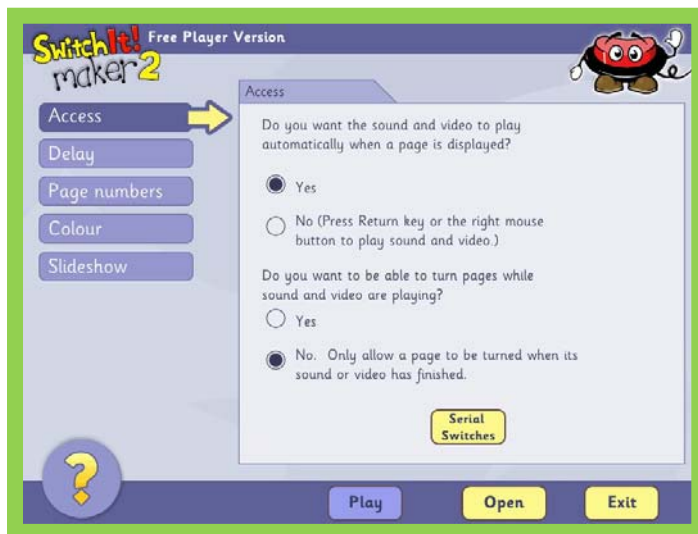 SwitchIt! Free Player Version
maker2
Access
Delay
Page numbers
Colour
Slideshow
Access
Do you want the sound and video to play
automatically when a page is displayed?
Yes
No (Press Return key or the right mouse
button to play sound and video.)
Do you want to be able to turn pages while
sound and video are playing?
Yes
No. Only allow a page to be turned when its
sound or video has finished.
Serial
Switches
?
Play Open Exit